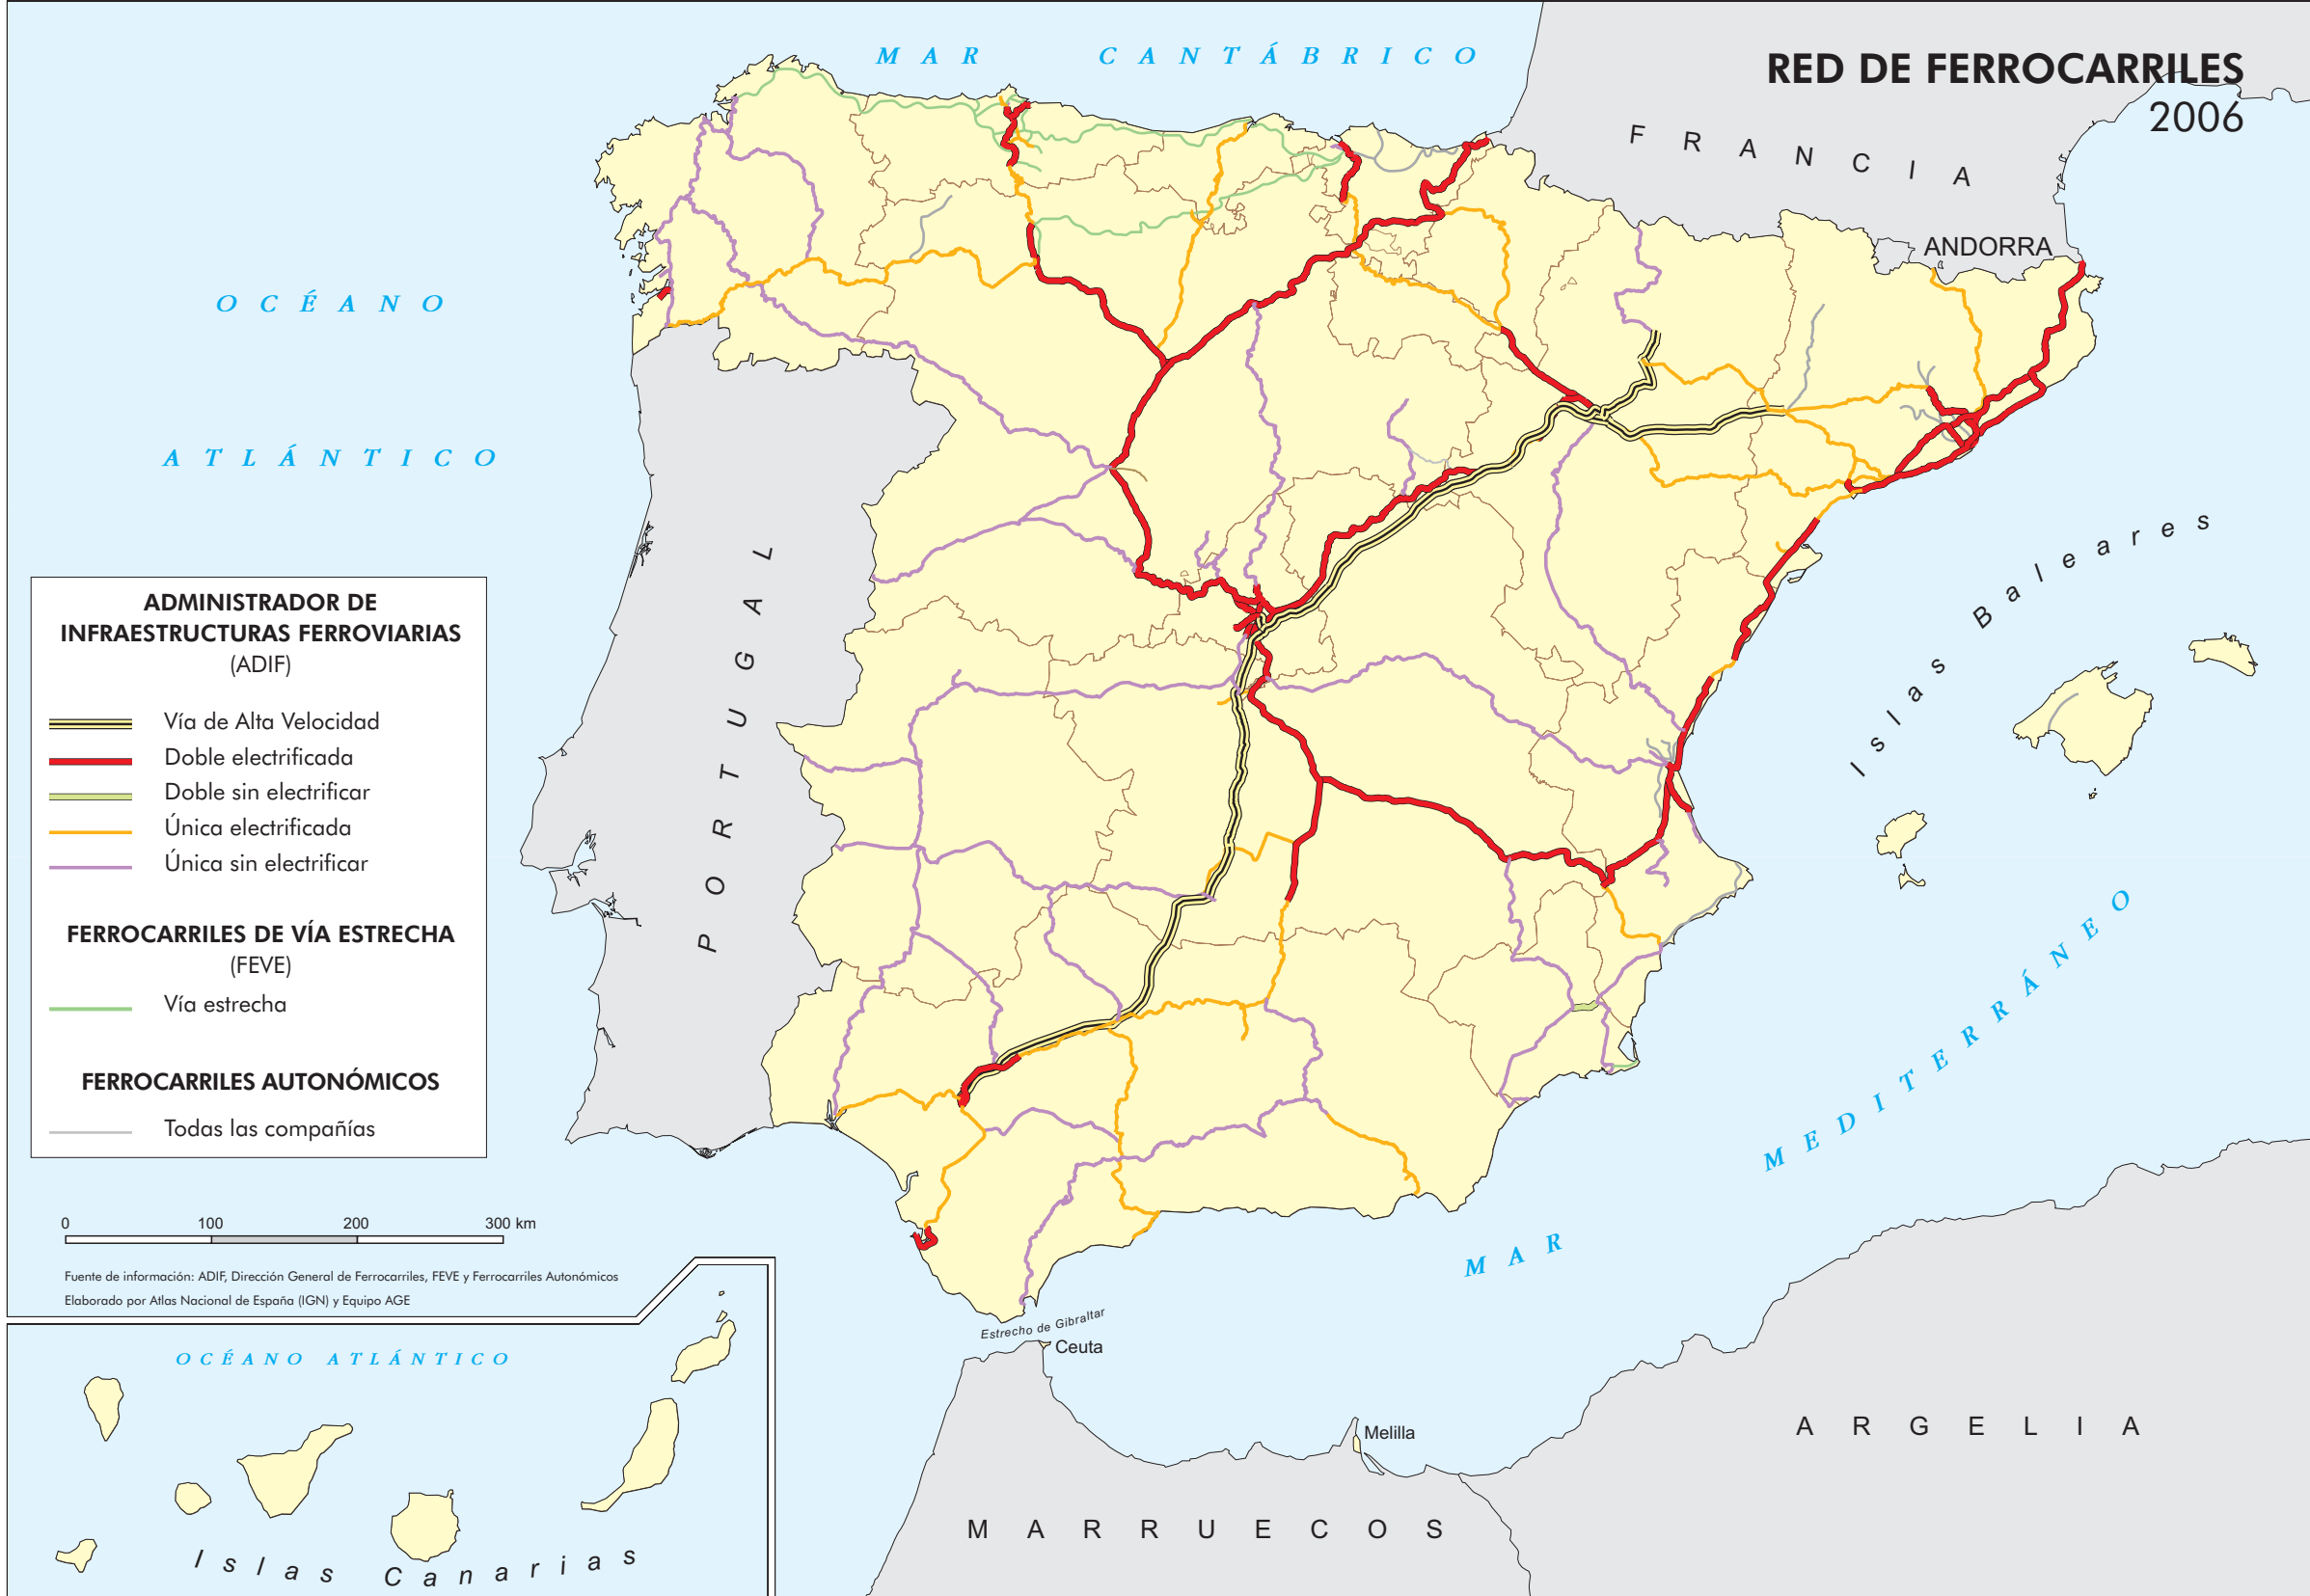 RED DE FERROCARRILES
2006
MAR CANTÁBRICO
FRANCIA
ANDORRA
OCÉANO
ATLÁNTICO
PORTUGAL
Islas Baleares
MAR
MEDITERRÁNEO
ADMINISTRADOR DE
INFRAESTRUCTURAS FERROVIARIAS
(ADIF)
Vía de Alta Velocidad
Doble electrificada
Doble sin electrificar
Única electrificada
Única sin electrificar
FERROCARRILES DE VÍA ESTRECHA
(FEVE)
Vía estrecha
FERROCARRILES AUTONÓMICOS
Todas las compañías
0 100 200 300 km
Fuente de información: ADIF, Dirección General de Ferrocarriles, FEVE y Ferrocarriles Autonómicos
Elaborado por Atlas Nacional de España (IGN) y Equipo AGE
Estrecho de Gibraltar
Ceuta
Melilla
OCÉANO ATLÁNTICO
Islas Canarias
MARRUECOS
ARGELIA